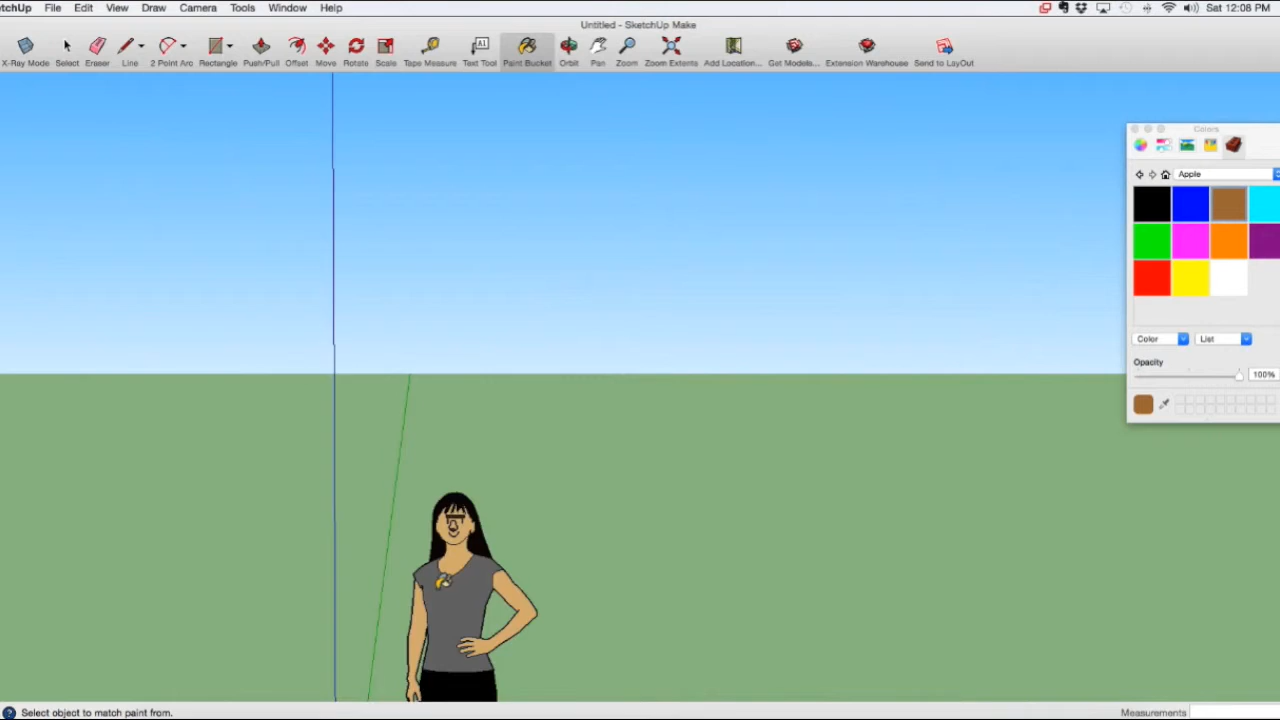 tchUp File Edit View Draw Camera Tools Window Help Sat 12:08 PM
Untitled - SketchUp Make
X-Ray Mode Select Eraser Line 2 Point Arc Rectangle Push/Pull Offset Move Rotate Scale Tape Measure Text Tool Paint Bucket Orbit Pan Zoom Zoom Extents Add Location... Get Models... Extension Warehouse Send to LayOut
A1
Colors
Apple
Color List
Opacity
100%
? Select object to match paint from. Measurements